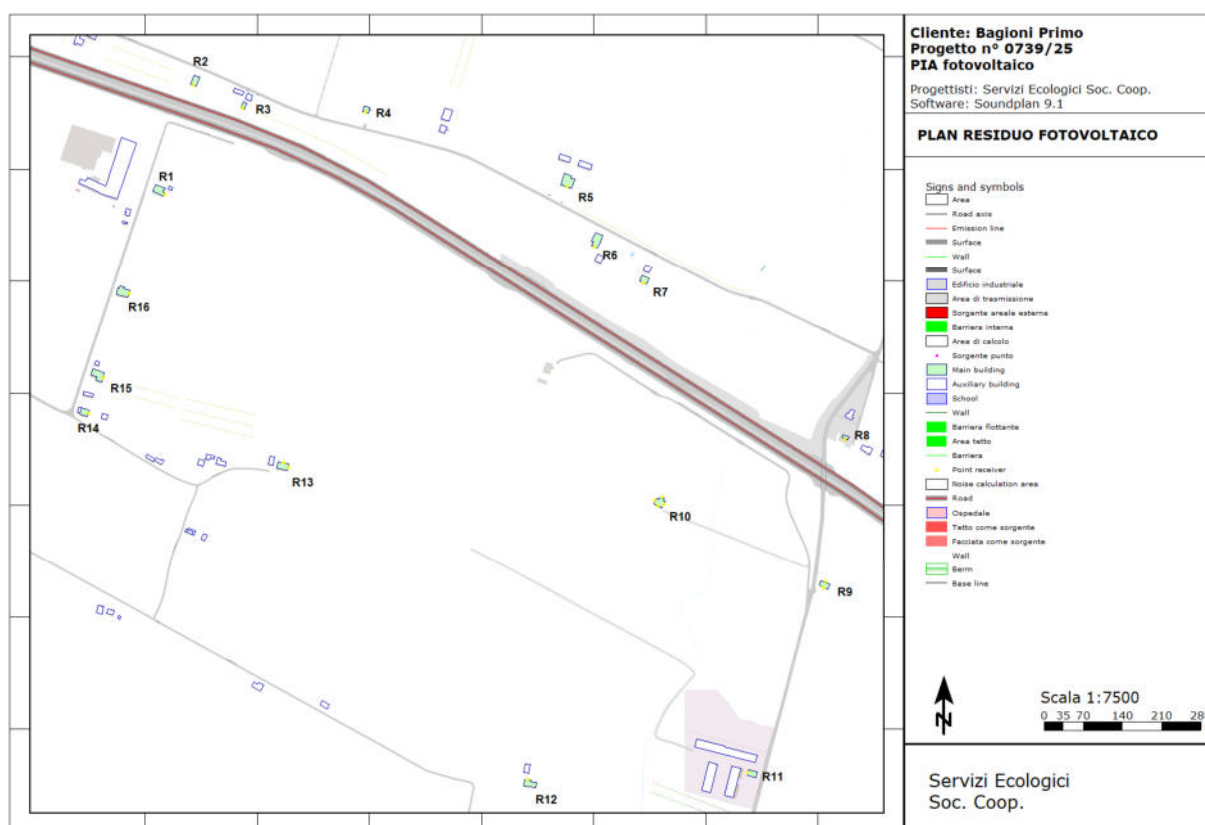 Cliente: Bagioni Primo
Progetto n° 0739/25
PIA fotovoltaico
Progettisti: Servizi Ecologici Soc. Coop.
Software: Soundplan 9.1
PLAN RESIDUO FOTOVOLTAICO
Signs and symbols
Area
Road axis
Emission line
Surface
Wall
Surface
Edificio industriale
Area di trasmissione
Sorgente areale esterna
Barriera interna
Area di calcolo
Sorgente punto
Main building
Auxiliary building
School
Wall
Barriera flottante
Area tetto
Barriera
Point receiver
Noise calculation area
Road
Ospedale
Tetto come sorgente
Facciata come sorgente
Wall
Berm
Base line
N
Scala 1:7500
0 35 70 140 210 28
Servizi Ecologici
Soc. Coop.
R2
R3
R4
R1
R5
R6
R7
R16
R15
R14
R8
R13
R10
R9
R11
R12